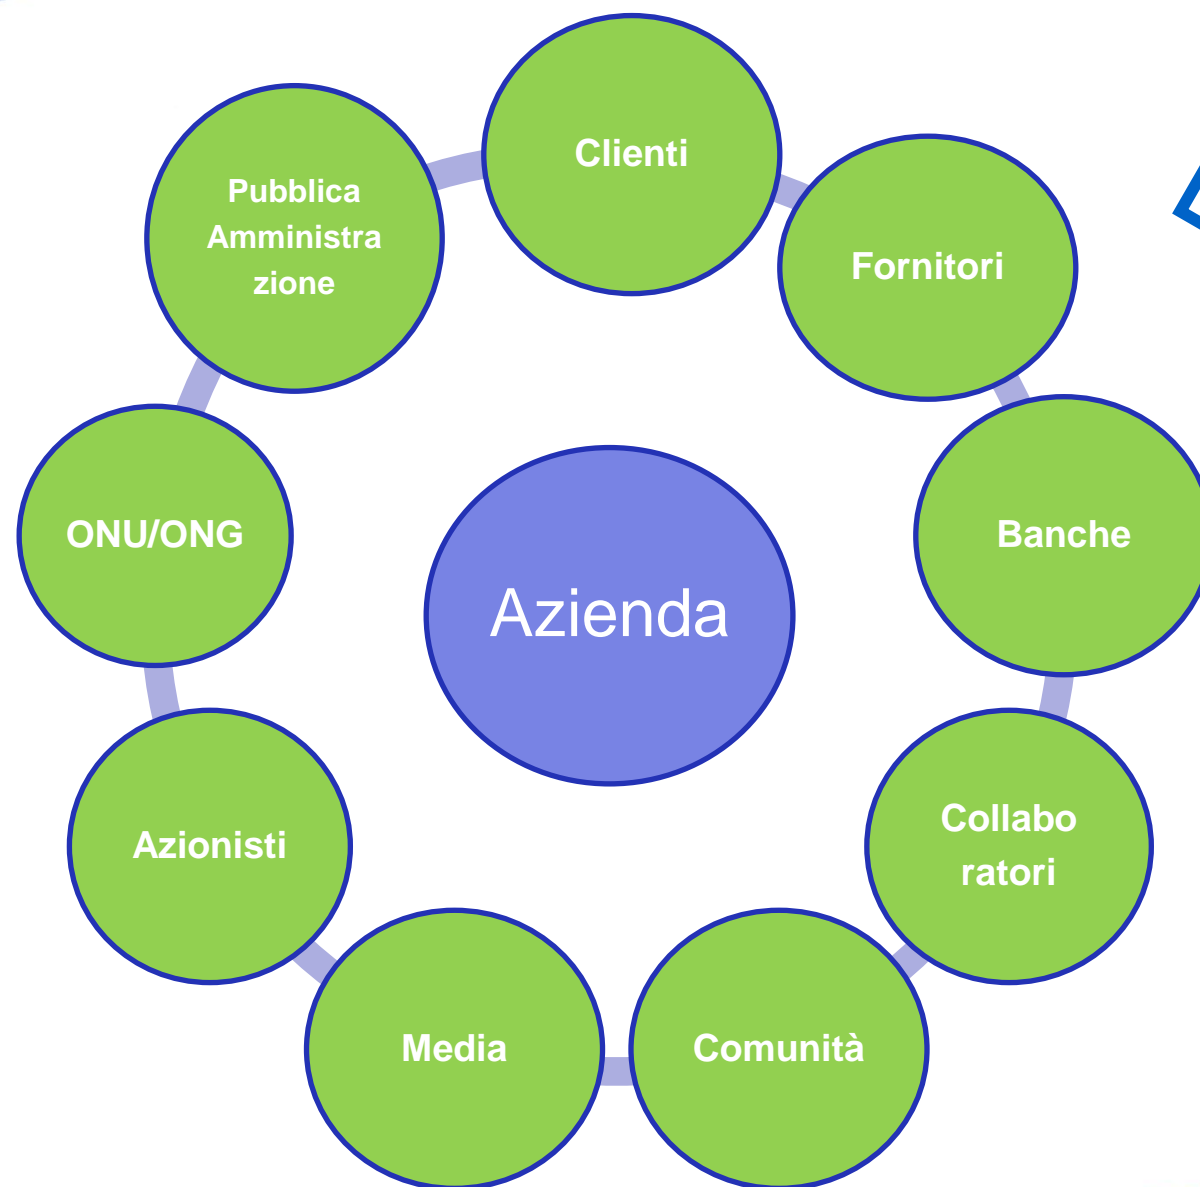 Clienti
Pubblica
Amministra
zione
Fornitori
ONU/ONG
Banche
Azienda
Collabo
ratori
Azionisti
Media
Comunità